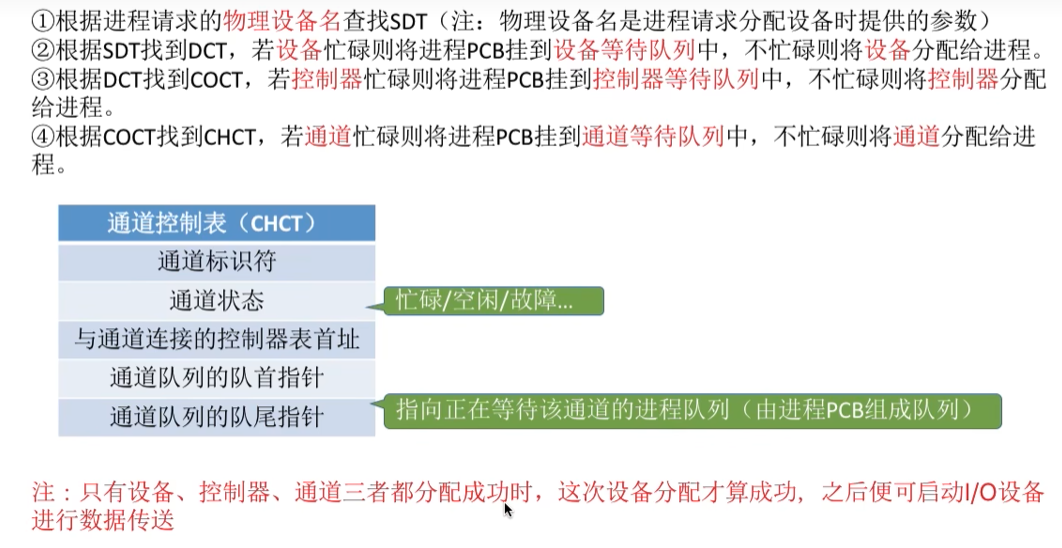 ①根据进程请求的物理设备名查找SDT（注：物理设备名是进程请求分配设备时提供的参数）
②根据SDT找到DCT，若设备忙碌则将进程PCB挂到设备等待队列中，不忙碌则将设备分配给进程。
③根据DCT找到COCT，若控制器忙碌则将进程PCB挂到控制器等待队列中，不忙碌则将控制器分配
给进程。
④根据COCT找到CHCT，若通道忙碌则将进程PCB挂到通道等待队列中，不忙碌则将通道分配给进
程。
通道控制表（CHCT）
通道标识符
通道状态
忙碌/空闲/故障...
与通道连接的控制器表首址
通道队列的队首指针
通道队列的队尾指针
指向正在等待该通道的进程队列（由进程PCB组成队列）
注：只有设备、控制器、通道三者都分配成功时，这次设备分配才算成功，之后便可启动I/O设备
进行数据传送